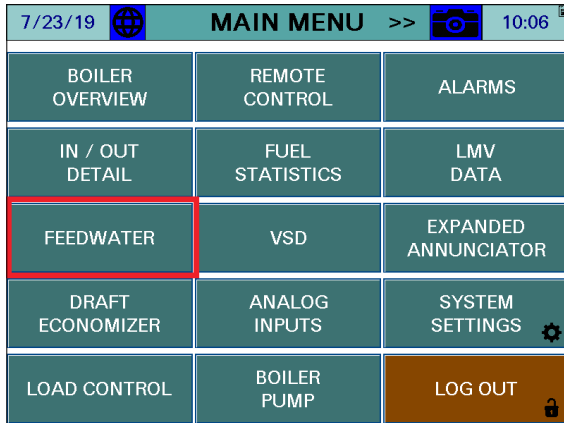 7/23/19 MAIN MENU >> 10:06
BOILER
OVERVIEW
REMOTE
CONTROL
ALARMS
IN / OUT
DETAIL
FUEL
STATISTICS
LMV
DATA
FEEDWATER
VSD
EXPANDED
ANNUNCIATOR
DRAFT
ECONOMIZER
ANALOG
INPUTS
SYSTEM
SETTINGS
LOAD CONTROL
BOILER
PUMP
LOG OUT